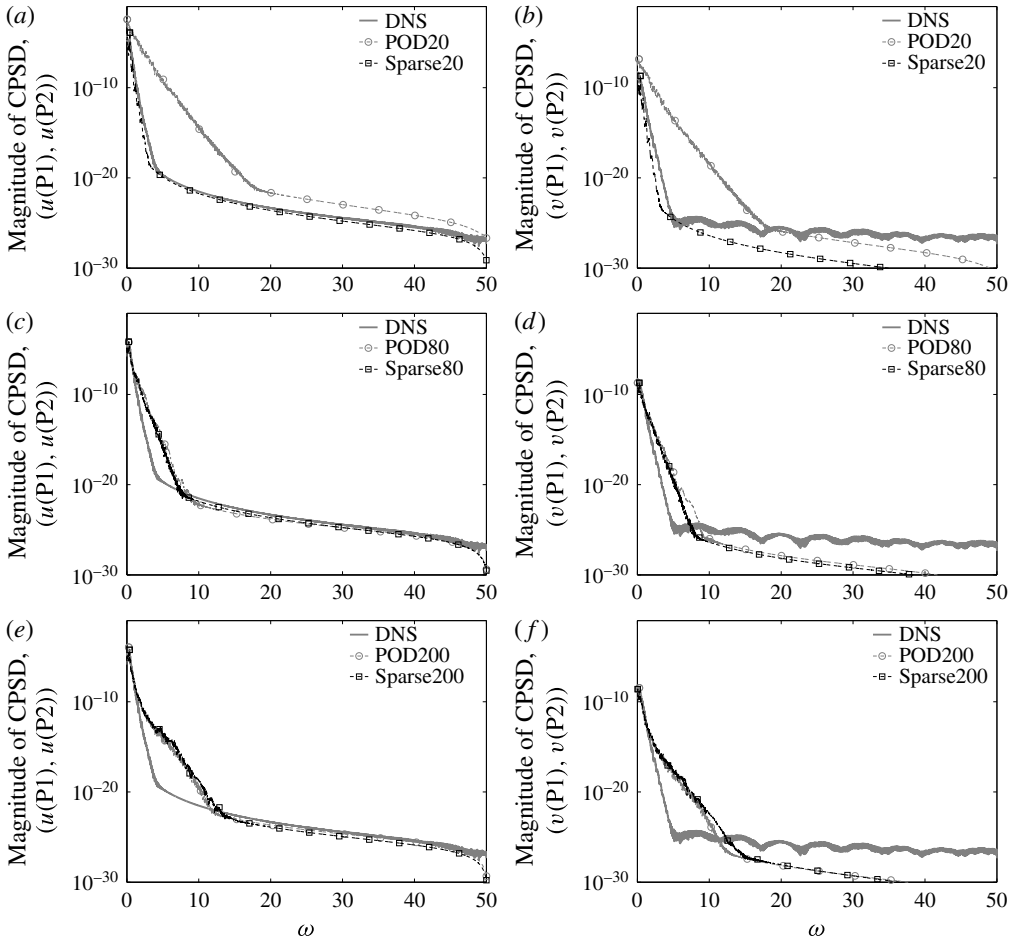 (a)
DNS
POD20
Sparse20
Magnitude of CPSD,
(u(P1), u(P2))
10^−10
10^−20
10^−30
0 10 20 30 40 50
(b)
DNS
POD20
Sparse20
Magnitude of CPSD,
(v(P1), v(P2))
10^−10
10^−20
10^−30
0 10 20 30 40 50
(c)
DNS
POD80
Sparse80
Magnitude of CPSD,
(u(P1), u(P2))
10^−10
10^−20
10^−30
0 10 20 30 40 50
(d)
DNS
POD80
Sparse80
Magnitude of CPSD,
(v(P1), v(P2))
10^−10
10^−20
10^−30
0 10 20 30 40 50
(e)
DNS
POD200
Sparse200
Magnitude of CPSD,
(u(P1), u(P2))
10^−10
10^−20
10^−30
0 10 20 30 40 50
ω
(f)
DNS
POD200
Sparse200
Magnitude of CPSD,
(v(P1), v(P2))
10^−10
10^−20
10^−30
0 10 20 30 40 50
ω